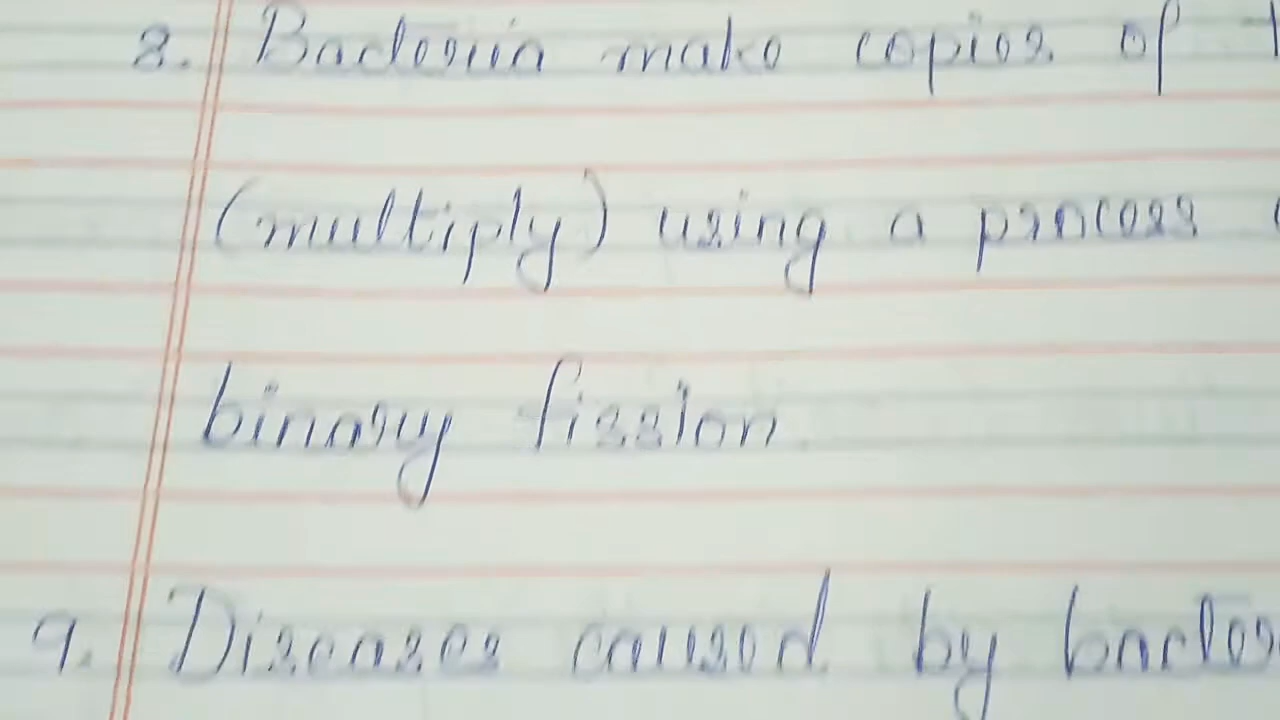 8. Bacteria make copies of
(multiply) using a process
binary fission.
9. Diseases caused by